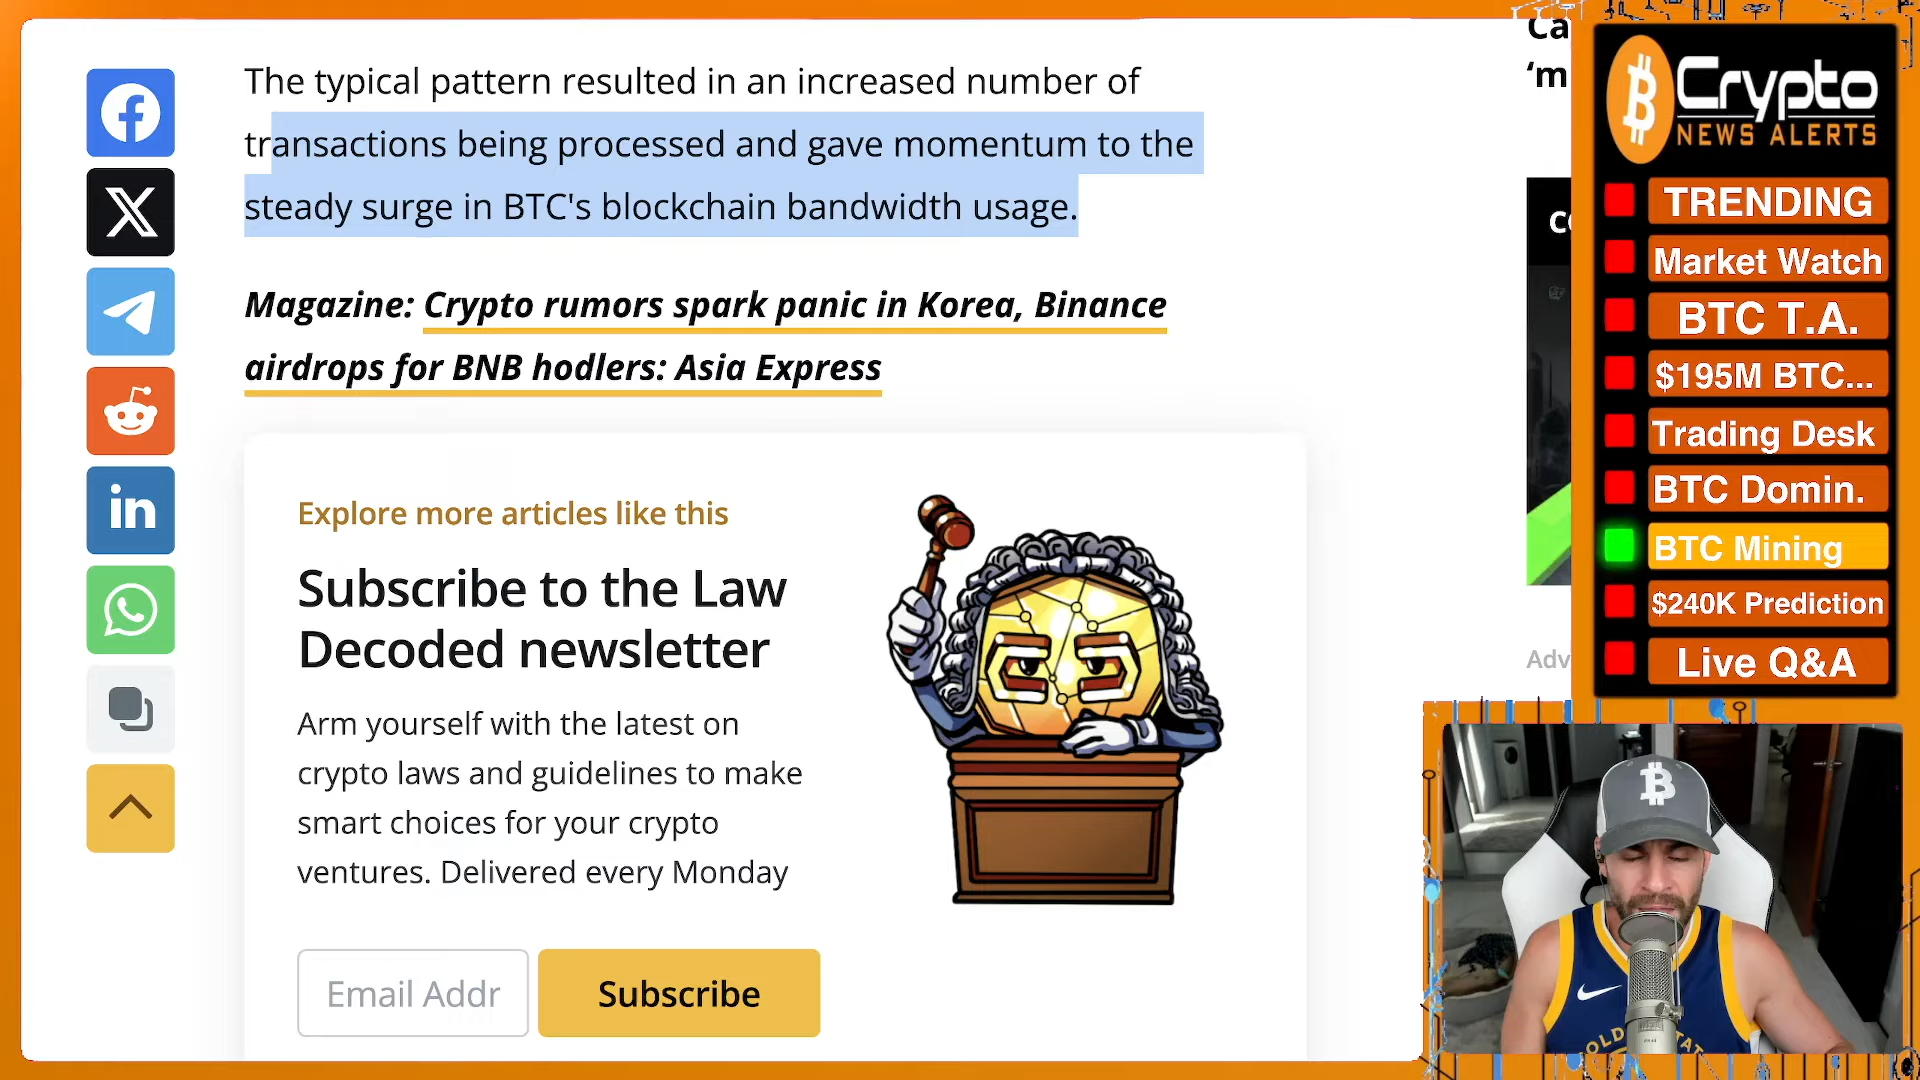 The typical pattern resulted in an increased number of
transactions being processed and gave momentum to the
steady surge in BTC's blockchain bandwidth usage.
Magazine: Crypto rumors spark panic in Korea, Binance
airdrops for BNB hodlers: Asia Express
Explore more articles like this
Subscribe to the Law
Decoded newsletter
Arm yourself with the latest on
crypto laws and guidelines to make
smart choices for your crypto
ventures. Delivered every Monday
Email Addr
Subscribe
Ca
‘m
Adv
Crypto
NEWS ALERTS
TRENDING
Market Watch
BTC T.A.
$195M BTC...
Trading Desk
BTC Domin.
BTC Mining
$240K Prediction
Live Q&A